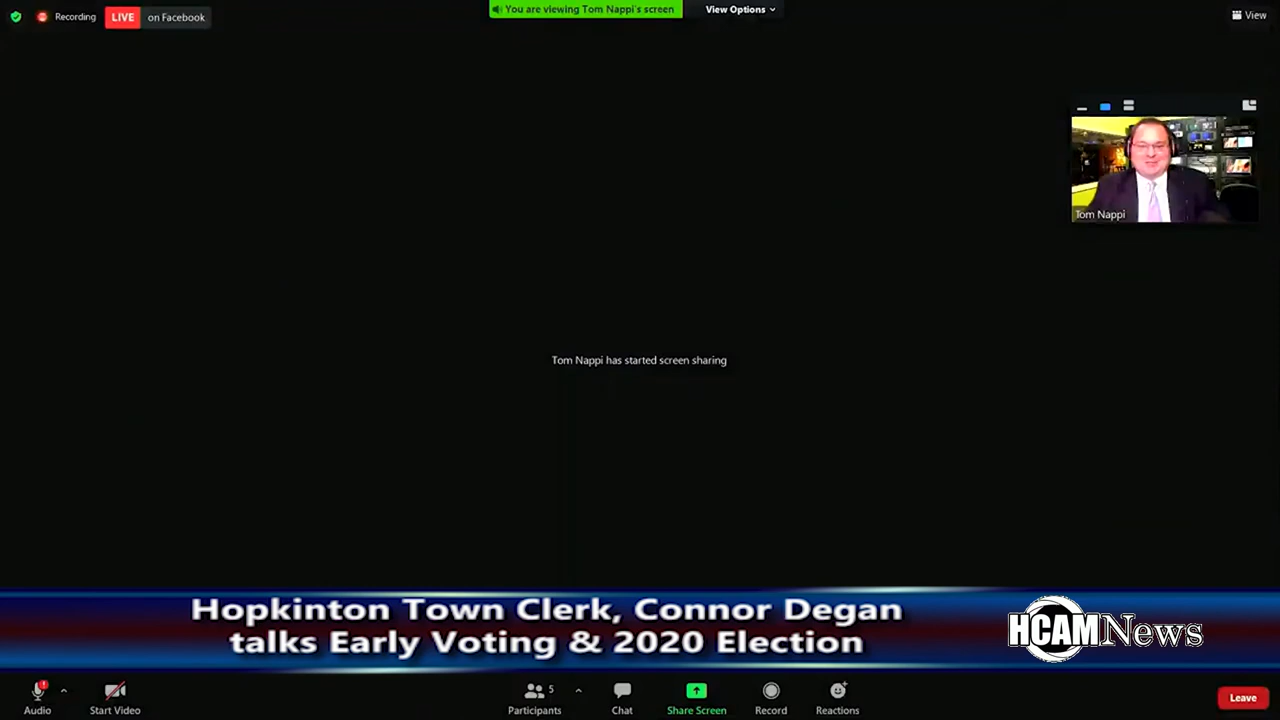 Recording
LIVE on Facebook
You are viewing Tom Nappi's screen
View Options
View
Tom Nappi
Tom Nappi has started screen sharing
Hopkinton Town Clerk, Connor Degan
talks Early Voting & 2020 Election
HCAM News
Audio
Start Video
5
Participants
Chat
Share Screen
Record
Reactions
Leave